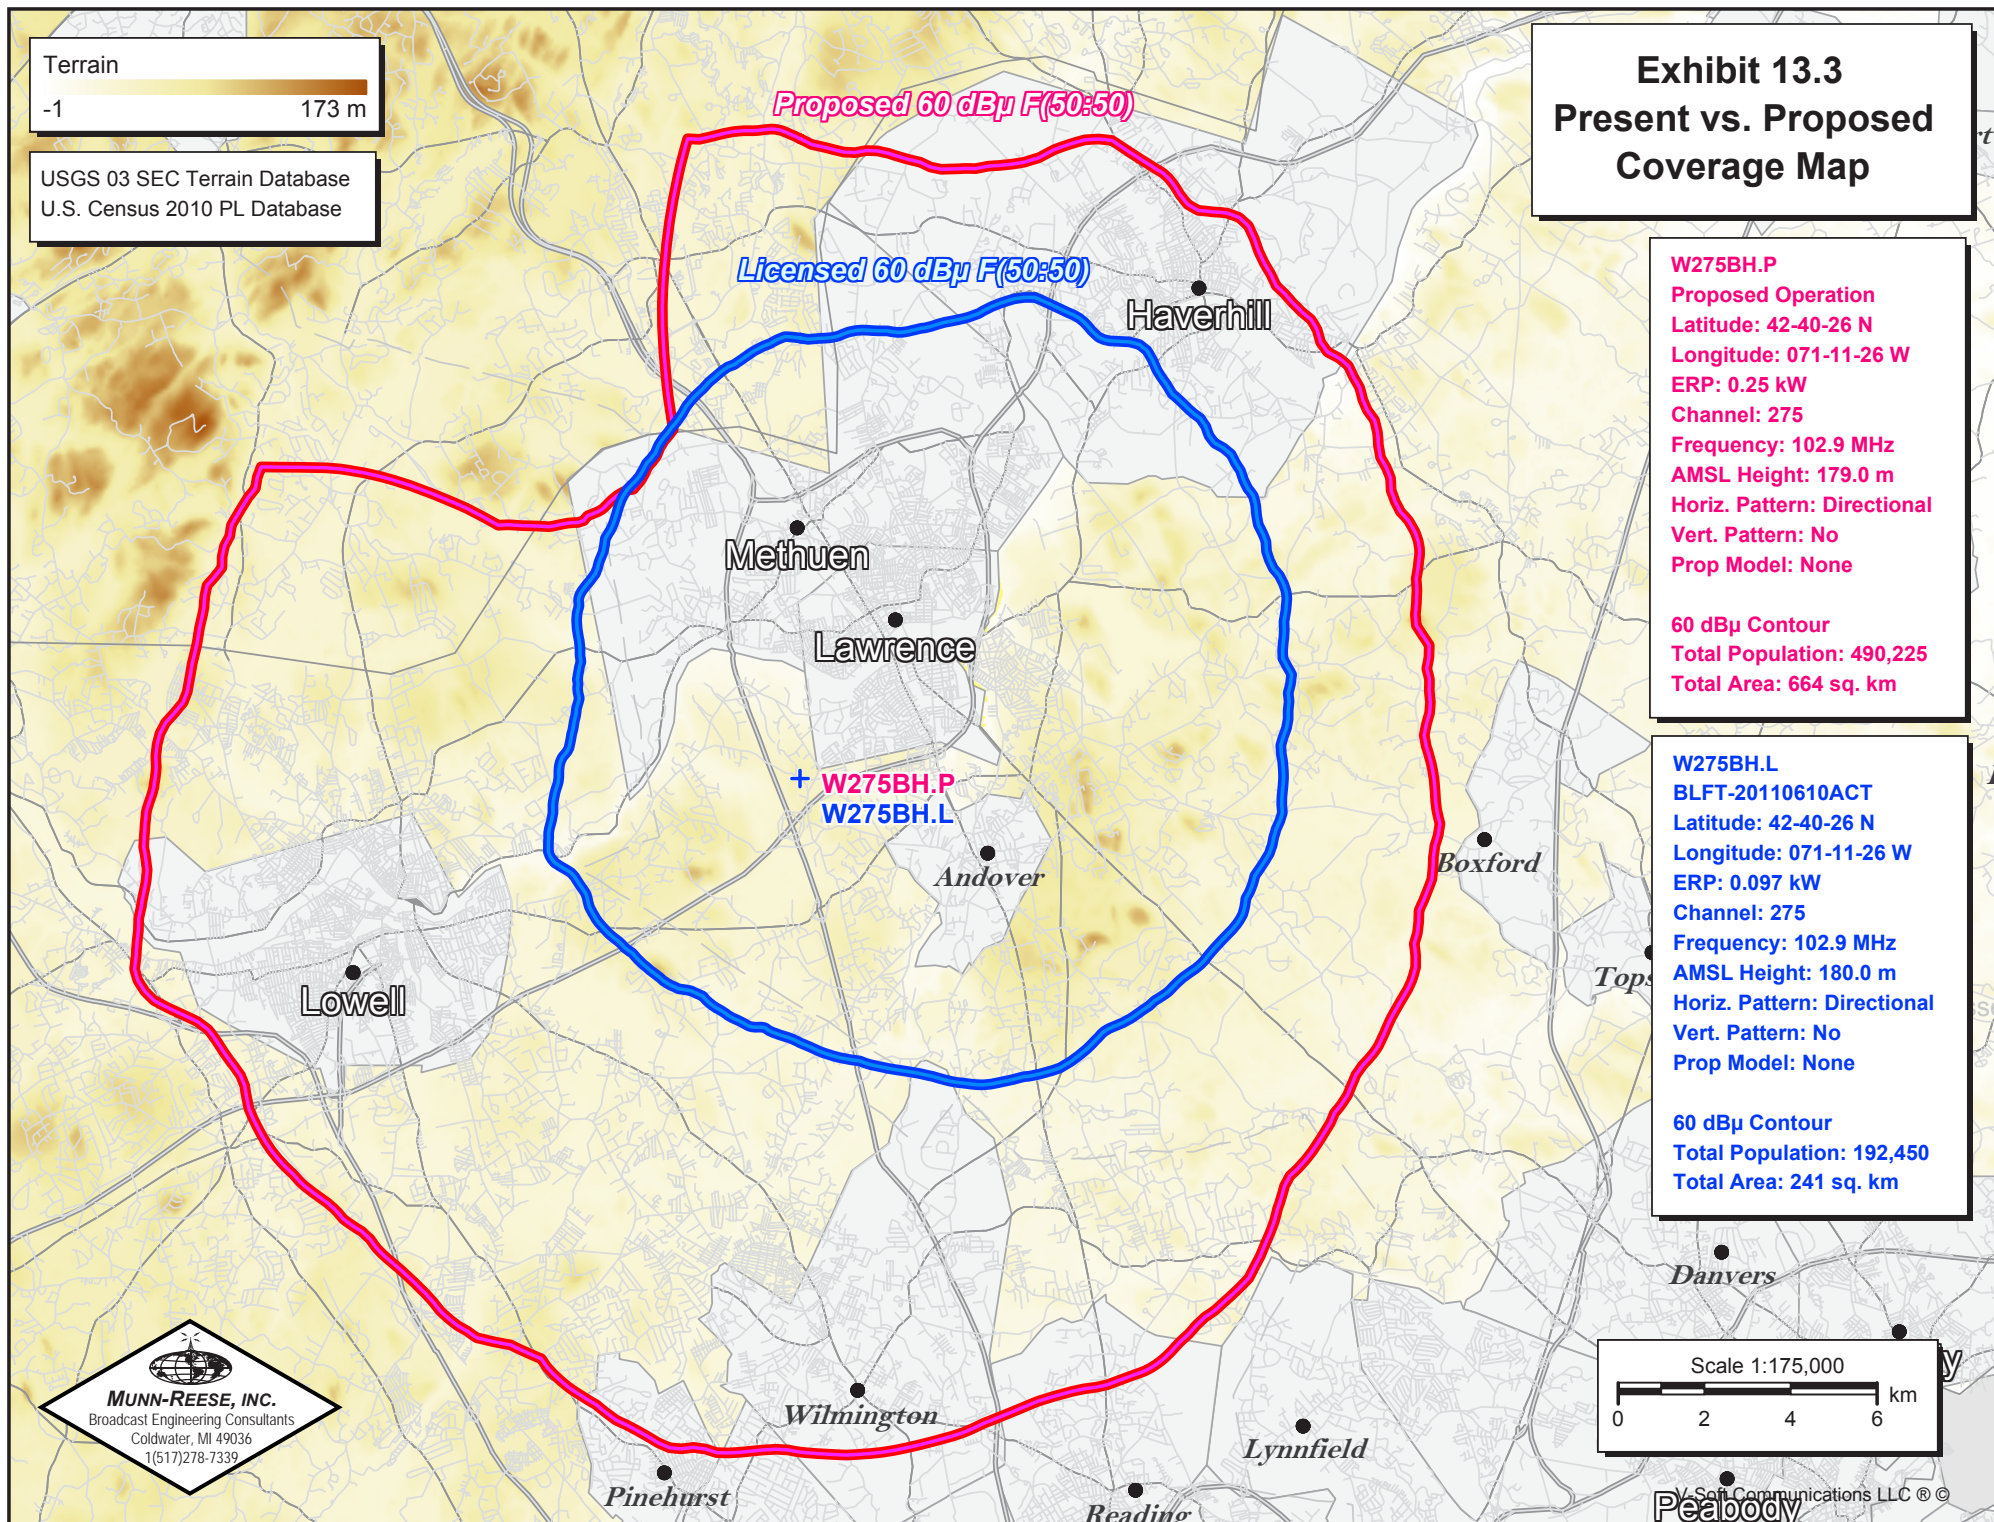 Terrain
-1 173 m
USGS 03 SEC Terrain Database
U.S. Census 2010 PL Database
Exhibit 13.3
Present vs. Proposed
Coverage Map
Proposed 60 dBµ F(50:50)
Licensed 60 dBµ F(50:50)
Haverhill
Methuen
Lawrence
W275BH.P
W275BH.L
Andover
Boxford
Lowell
Tops
Wilmington
Pinehurst
Reading
Lynnfield
Danvers
Peabody
W275BH.P
Proposed Operation
Latitude: 42-40-26 N
Longitude: 071-11-26 W
ERP: 0.25 kW
Channel: 275
Frequency: 102.9 MHz
AMSL Height: 179.0 m
Horiz. Pattern: Directional
Vert. Pattern: No
Prop Model: None
60 dBµ Contour
Total Population: 490,225
Total Area: 664 sq. km
W275BH.L
BLFT-20110610ACT
Latitude: 42-40-26 N
Longitude: 071-11-26 W
ERP: 0.097 kW
Channel: 275
Frequency: 102.9 MHz
AMSL Height: 180.0 m
Horiz. Pattern: Directional
Vert. Pattern: No
Prop Model: None
60 dBµ Contour
Total Population: 192,450
Total Area: 241 sq. km
Scale 1:175,000
km
0 2 4 6
V-Soft Communications LLC ® ©
MUNN-REESE, INC.
Broadcast Engineering Consultants
Coldwater, MI 49036
1(517)278-7339